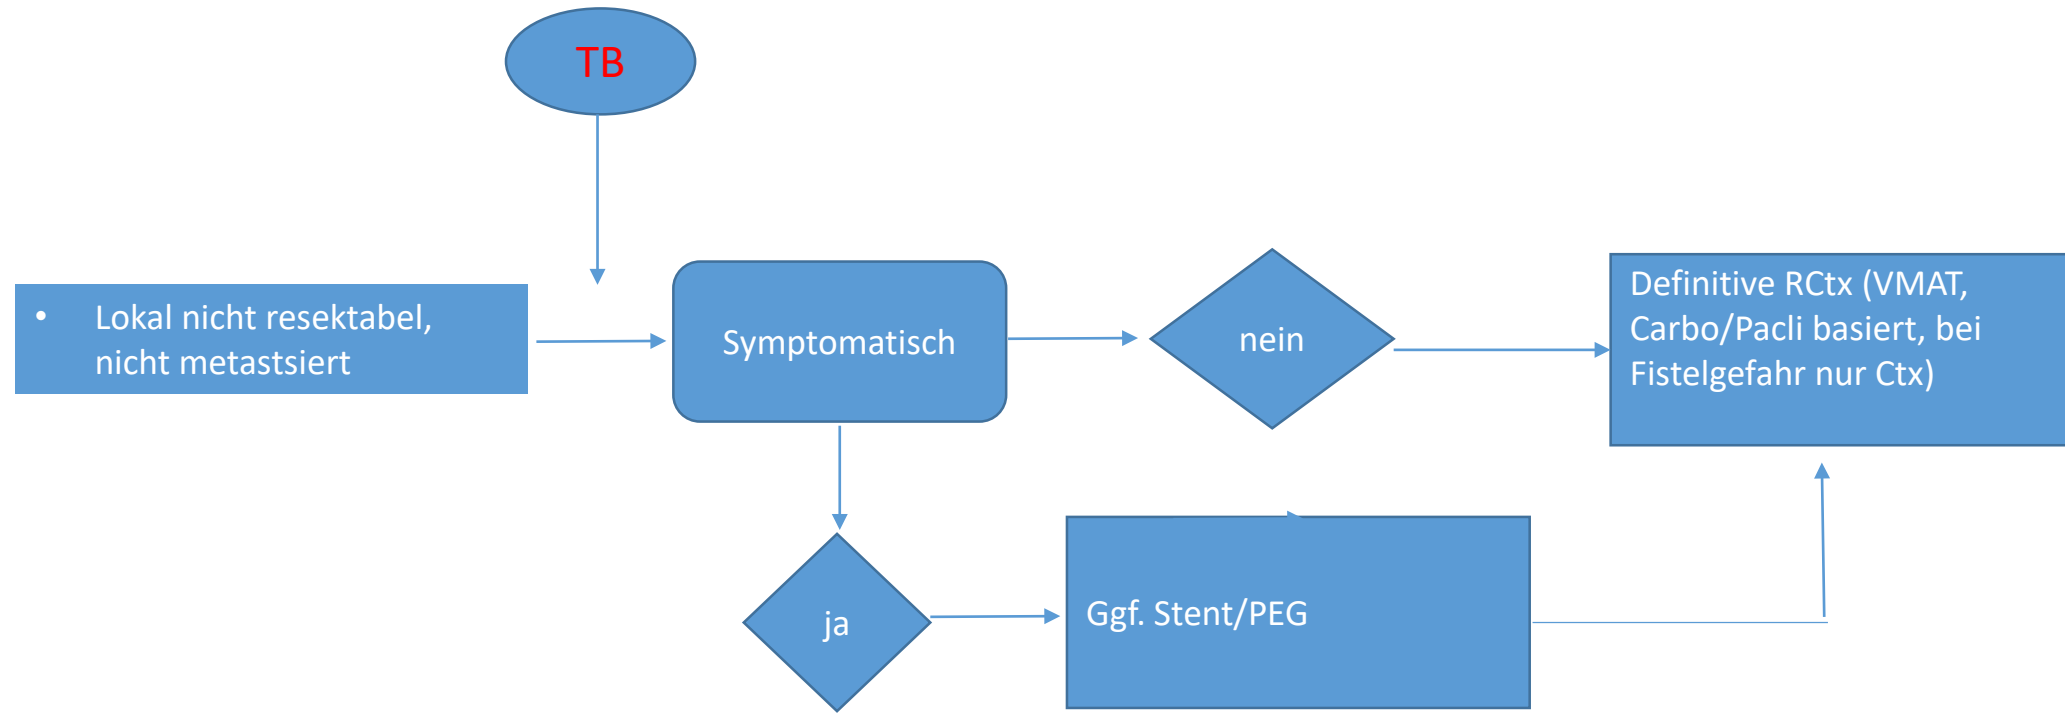 TB
• Lokal nicht resektabel,
nicht metastsiert
Symptomatisch
nein
Definitive RCtx (VMAT,
Carbo/Pacli basiert, bei
Fistelgefahr nur Ctx)
ja
Ggf. Stent/PEG